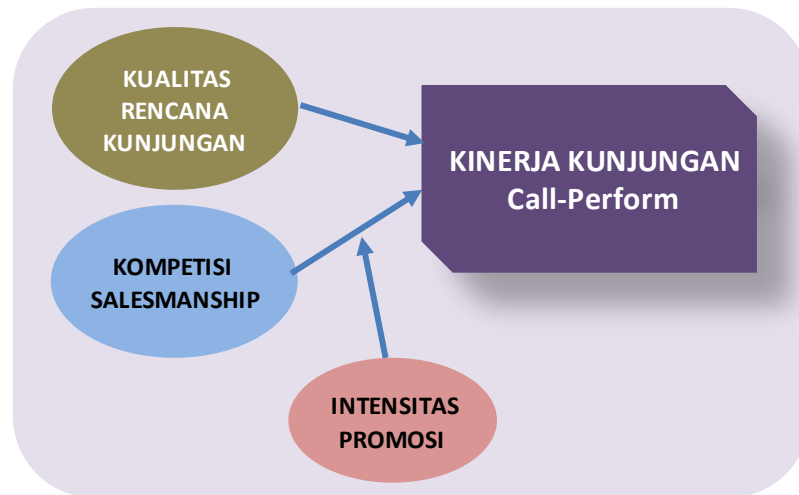 KUALITAS
RENCANA
KUNJUNGAN
KINERJA KUNJUNGAN
Call-Perform
KOMPETISI
SALESMANSHIP
INTENSITAS
PROMOSI